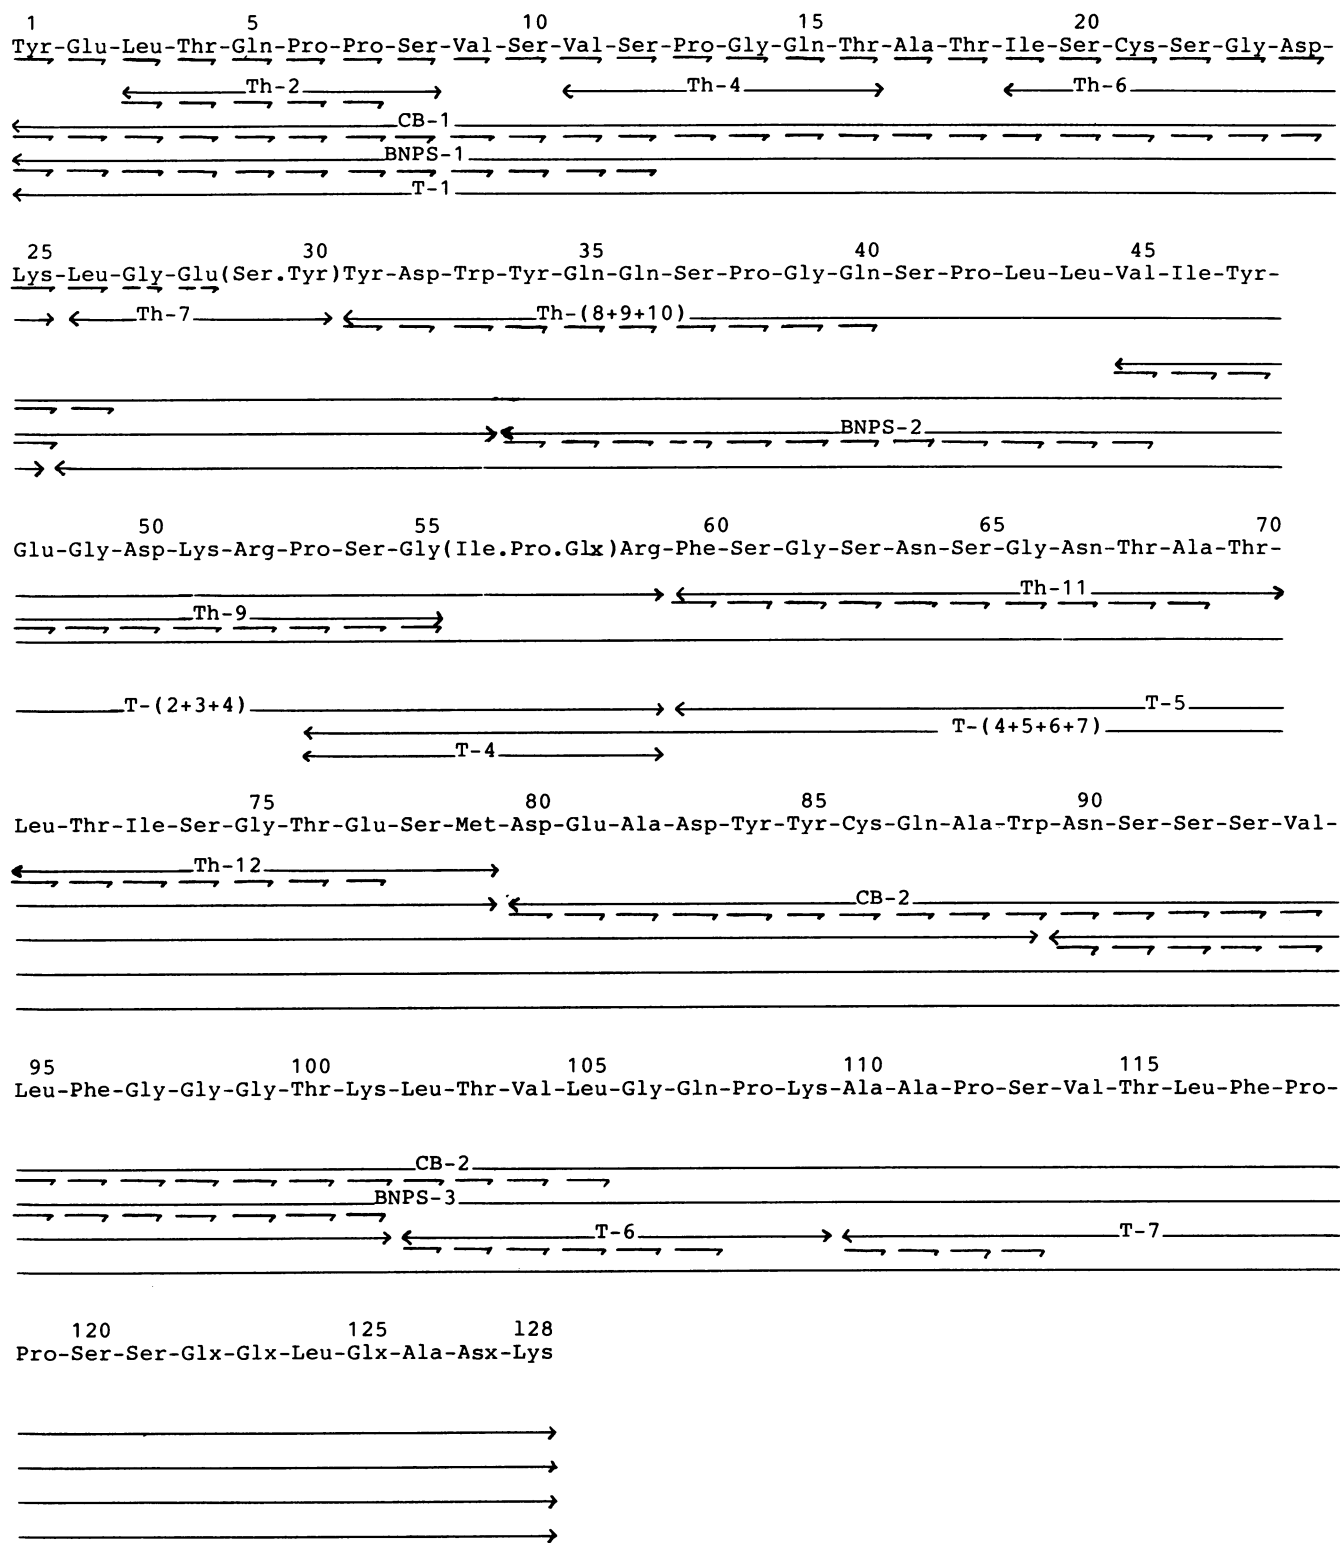 1 5 10 15 20
Tyr-Glu-Leu-Thr-Gln-Pro-Pro-Ser-Val-Ser-Val-Ser-Pro-Gly-Gln-Thr-Ala-Thr-Ile-Ser-Cys-Ser-Gly-Asp-
Th-2 Th-4 Th-6
CB-1
BNPS-1
T-1
25 30 35 40 45
Lys-Leu-Gly-Glu(Ser.Tyr)Tyr-Asp-Trp-Tyr-Gln-Gln-Ser-Pro-Gly-Gln-Ser-Pro-Leu-Leu-Val-Ile-Tyr-
Th-7 Th-(8+9+10)
BNPS-2
50 55 60 65 70
Glu-Gly-Asp-Lys-Arg-Pro-Ser-Gly(Ile.Pro.Glx)Arg-Phe-Ser-Gly-Ser-Asn-Ser-Gly-Asn-Thr-Ala-Thr-
Th-11
Th-9
T-(2+3+4) T-5
T-(4+5+6+7)
T-4
75 80 85 90
Leu-Thr-Ile-Ser-Gly-Thr-Glu-Ser-Met-Asp-Glu-Ala-Asp-Tyr-Tyr-Cys-Gln-Ala-Trp-Asn-Ser-Ser-Ser-Val-
Th-12
CB-2
95 100 105 110 115
Leu-Phe-Gly-Gly-Gly-Thr-Lys-Leu-Thr-Val-Leu-Gly-Gln-Pro-Lys-Ala-Ala-Pro-Ser-Val-Thr-Leu-Phe-Pro-
CB-2
BNPS-3
T-6 T-7
120 125 128
Pro-Ser-Ser-Glx-Glx-Leu-Glx-Ala-Asx-Lys